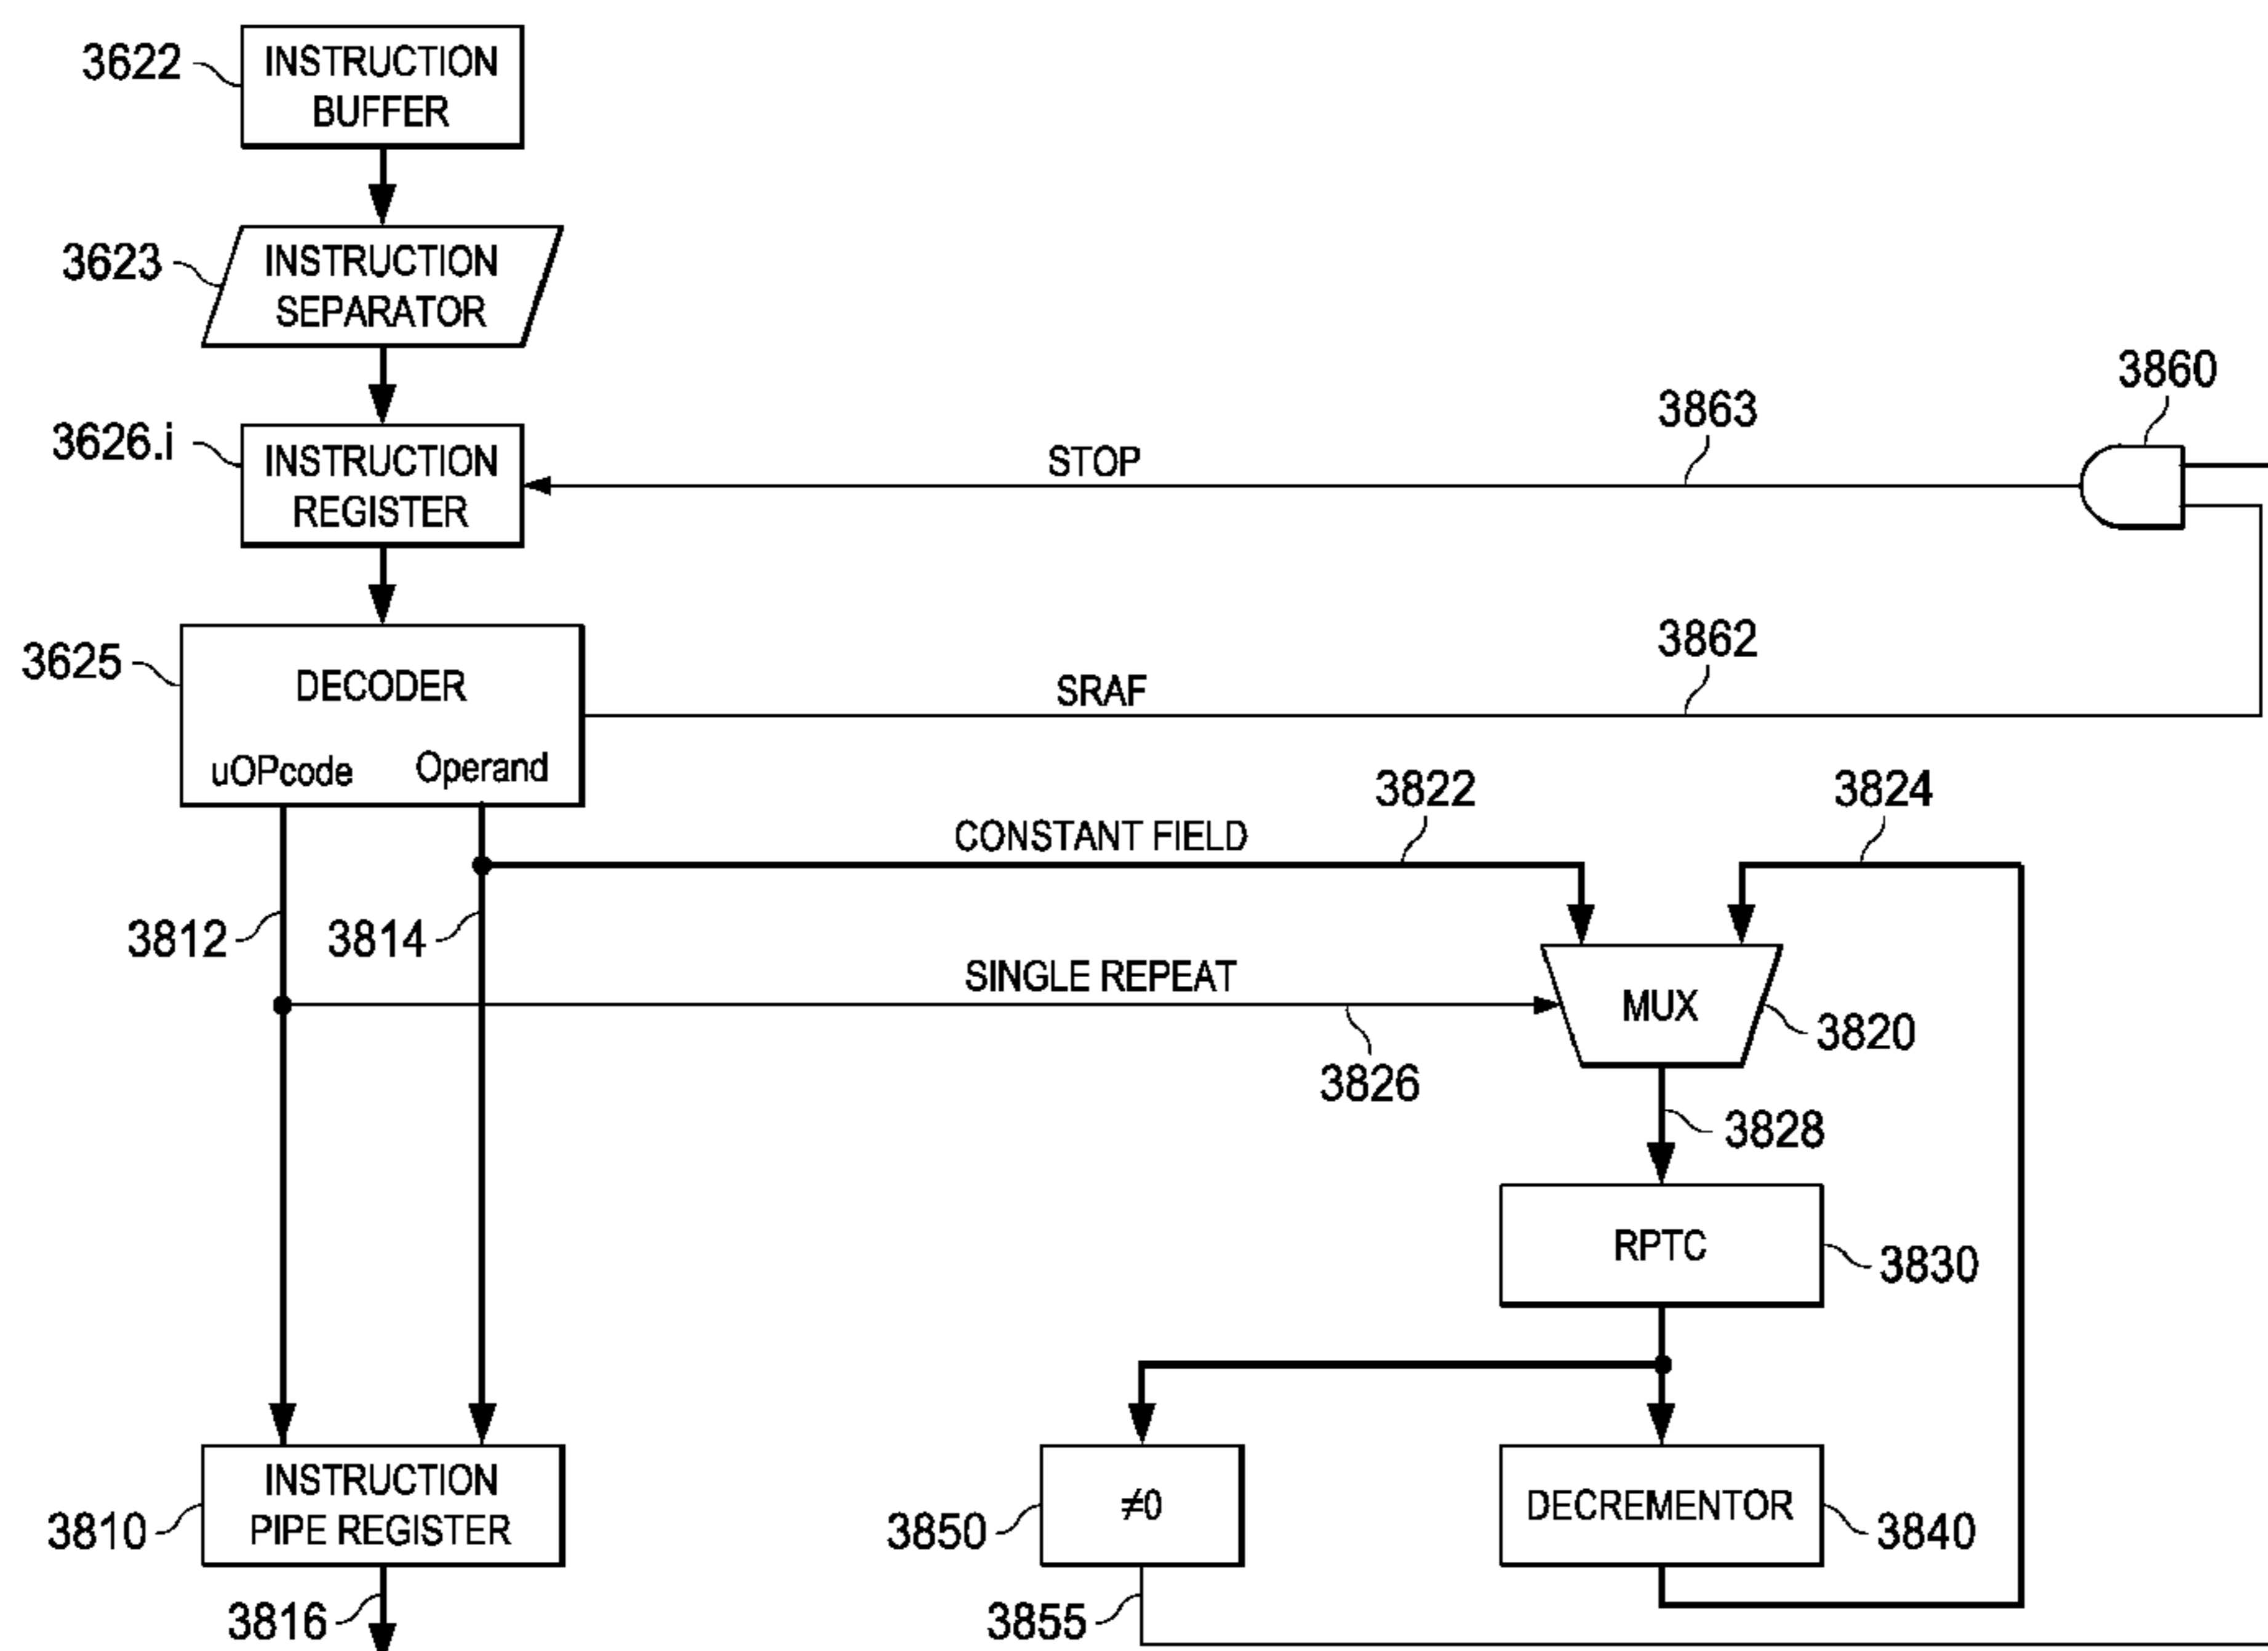 3622
INSTRUCTION
BUFFER
3623
INSTRUCTION
SEPARATOR
3860
3626.i
INSTRUCTION
REGISTER
STOP
3863
3625
DECODER
uOPcode
Operand
SRAF
3862
CONSTANT FIELD
3822
3824
3812
3814
SINGLE REPEAT
3826
MUX
3820
3828
RPTC
3830
3810
INSTRUCTION
PIPE REGISTER
3850
≠0
DECREMENTOR
3840
3816
3855